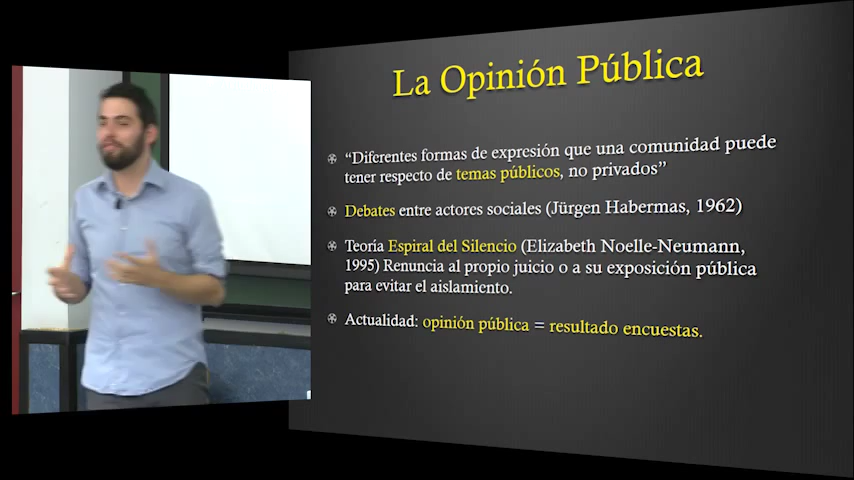 La Opinión Pública
“Diferentes formas de expresión que una comunidad puede
tener respecto de temas públicos, no privados”
Debates entre actores sociales (Jürgen Habermas, 1962)
Teoría Espiral del Silencio (Elizabeth Noelle-Neumann,
1995) Renuncia al propio juicio o a su exposición pública
para evitar el aislamiento.
Actualidad: opinión pública = resultado encuestas.